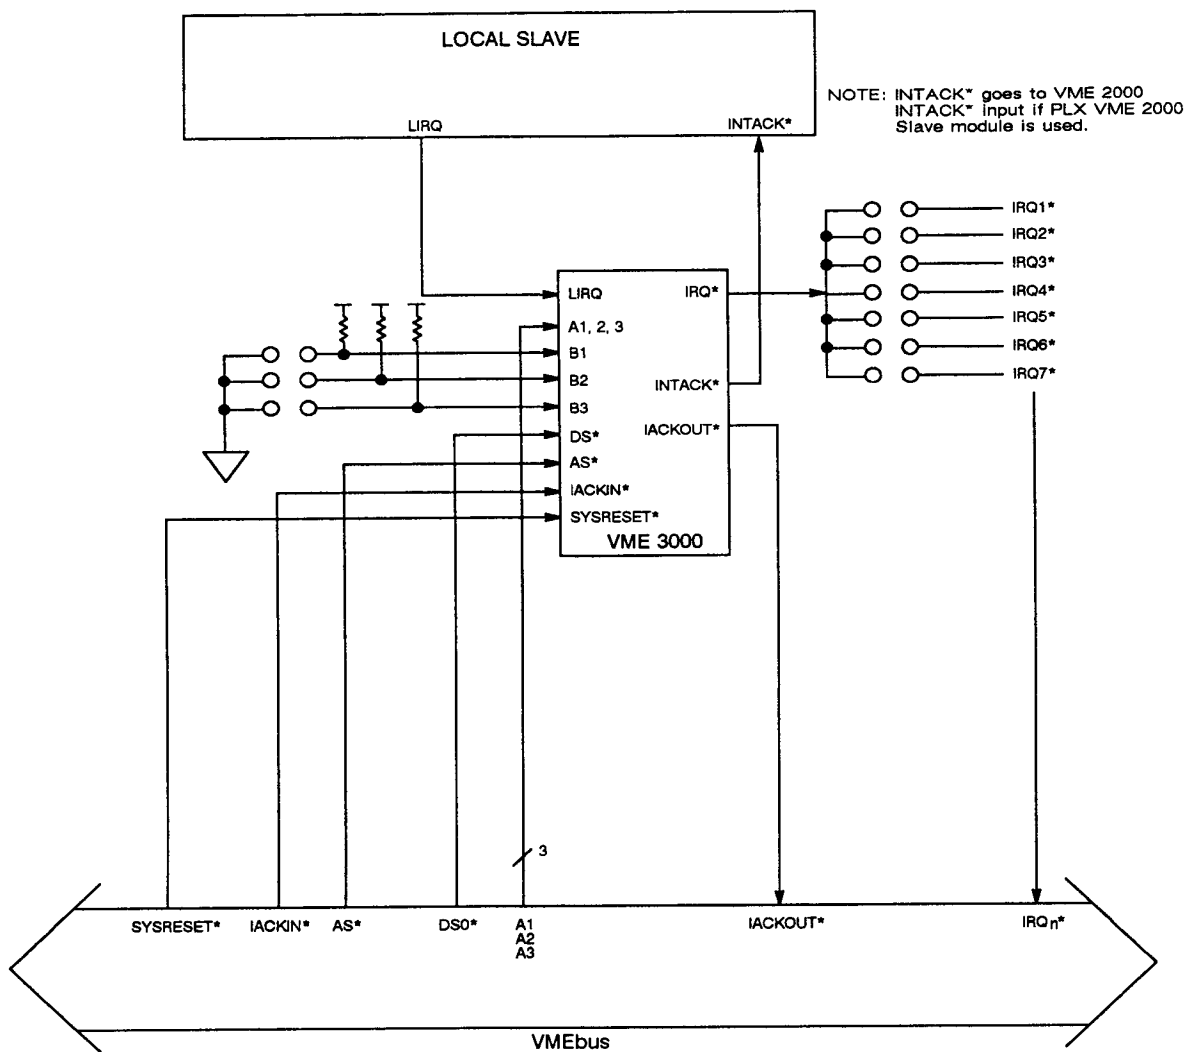 LOCAL SLAVE
NOTE: INTACK* goes to VME 2000
INTACK* input if PLX VME 2000
Slave module is used.
LIRQ
INTACK*
IRQ1*
IRQ2*
IRQ3*
IRQ4*
IRQ5*
IRQ6*
IRQ7*
LIRQ
IRQ*
A1, 2, 3
B1
B2
INTACK*
B3
IACKOUT*
DS*
AS*
IACKIN*
SYSRESET*
VME 3000
3
SYSRESET*
IACKIN*
AS*
DS0*
A1
A2
A3
IACKOUT*
IRQn*
VMEbus